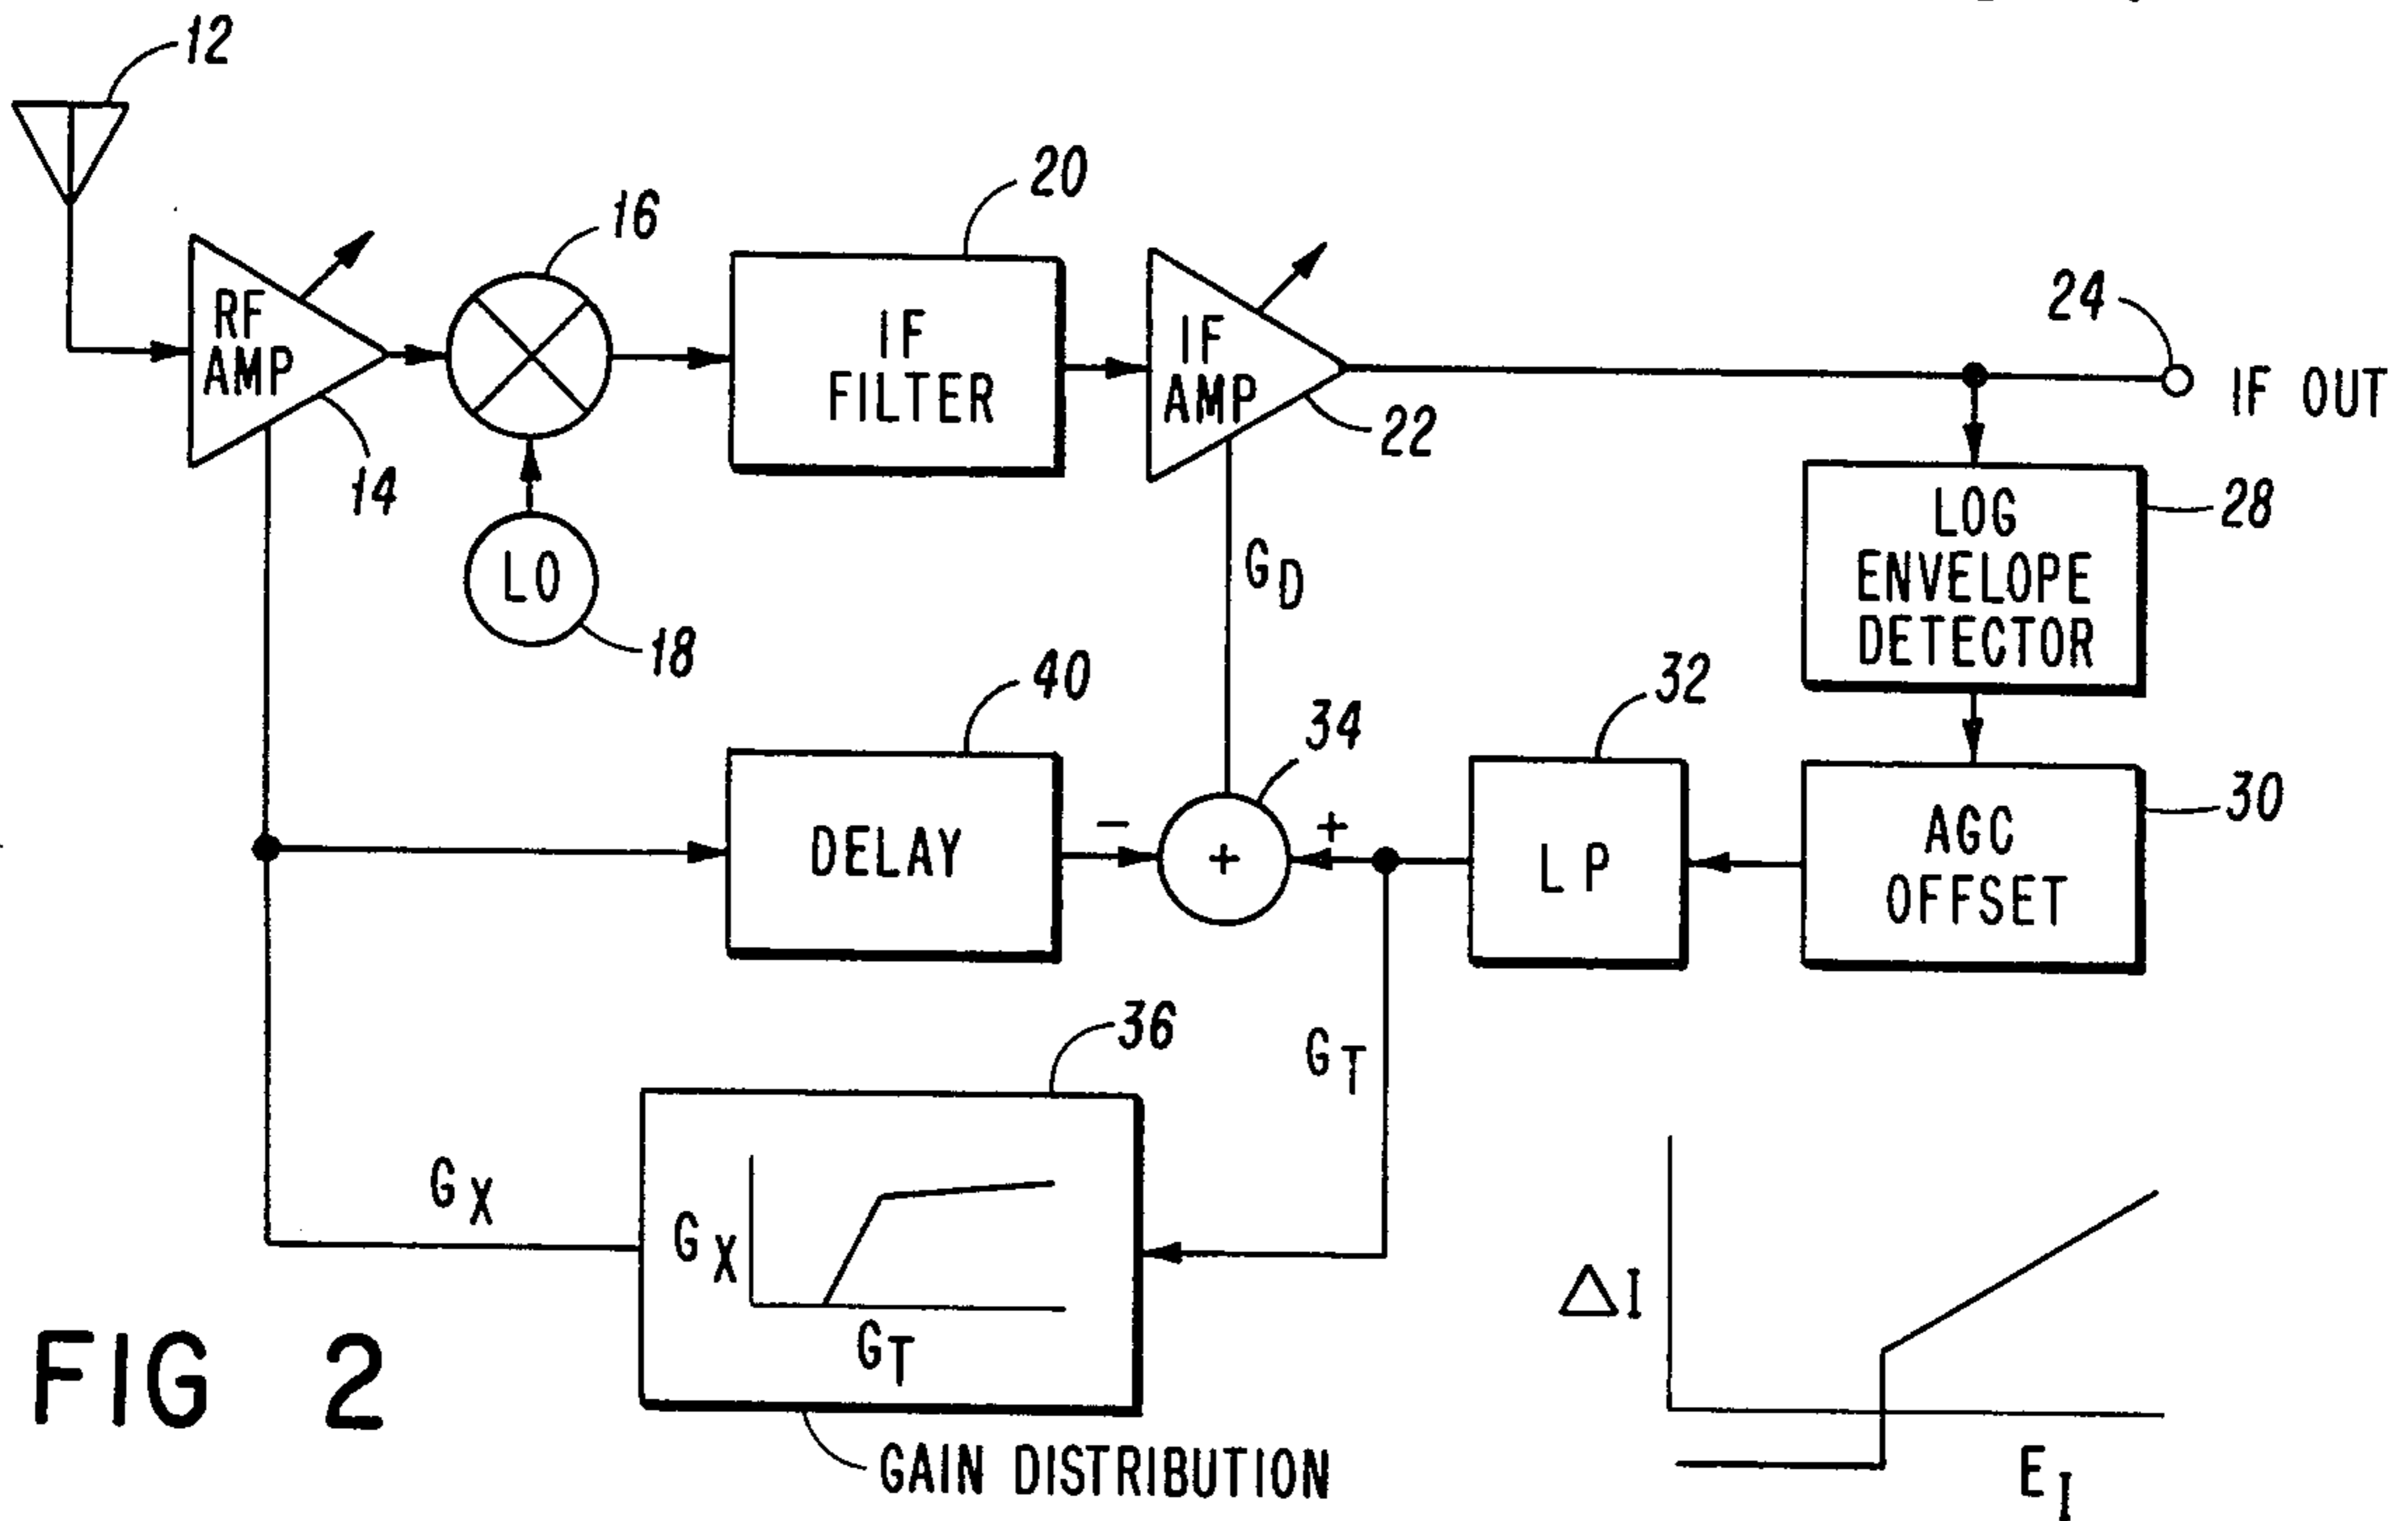 12
RF
AMP
14
16
LO
18
20
IF
FILTER
IF
AMP
22
24
IF OUT
LOG
ENVELOPE
DETECTOR
28
GD
40
DELAY
−
34
+
+
32
LP
AGC
OFFSET
30
GT
36
GX
GX
GT
GAIN DISTRIBUTION
ΔI
EI
FIG 2